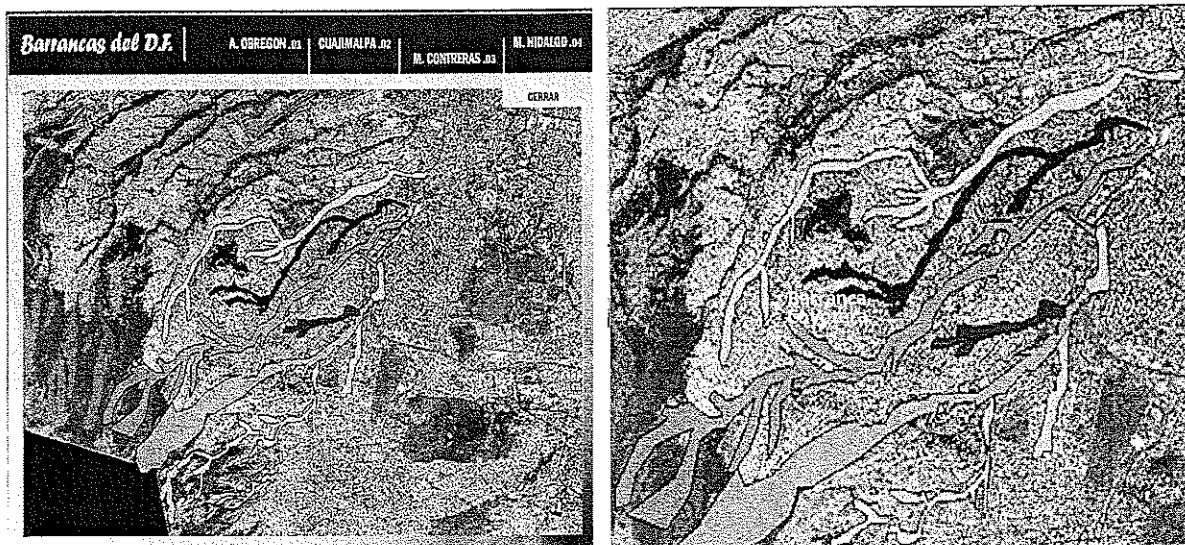 Barrancas del D.F.
A. OBREGON .01
CUAJIMALPA .02
M. CONTRERAS .03
M. HIDALGO .04
CERRAR
Barranca